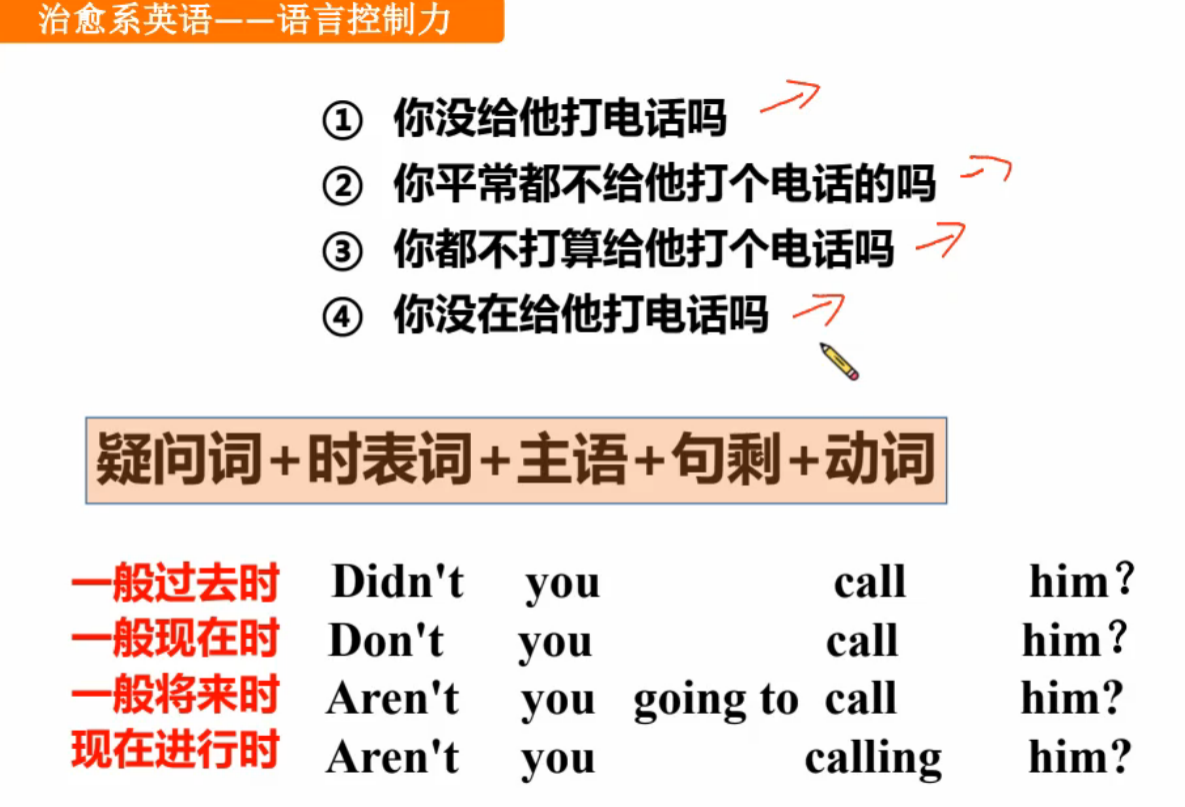 治愈系英语——语言控制力
① 你没给他打电话吗
② 你平常都不给他打个电话的吗
③ 你都不打算给他打个电话吗
④ 你没在给他打电话吗
疑问词+时表词+主语+句剩+动词
一般过去时 Didn't you call him?
一般现在时 Don't you call him?
一般将来时 Aren't you going to call him?
现在进行时 Aren't you calling him?